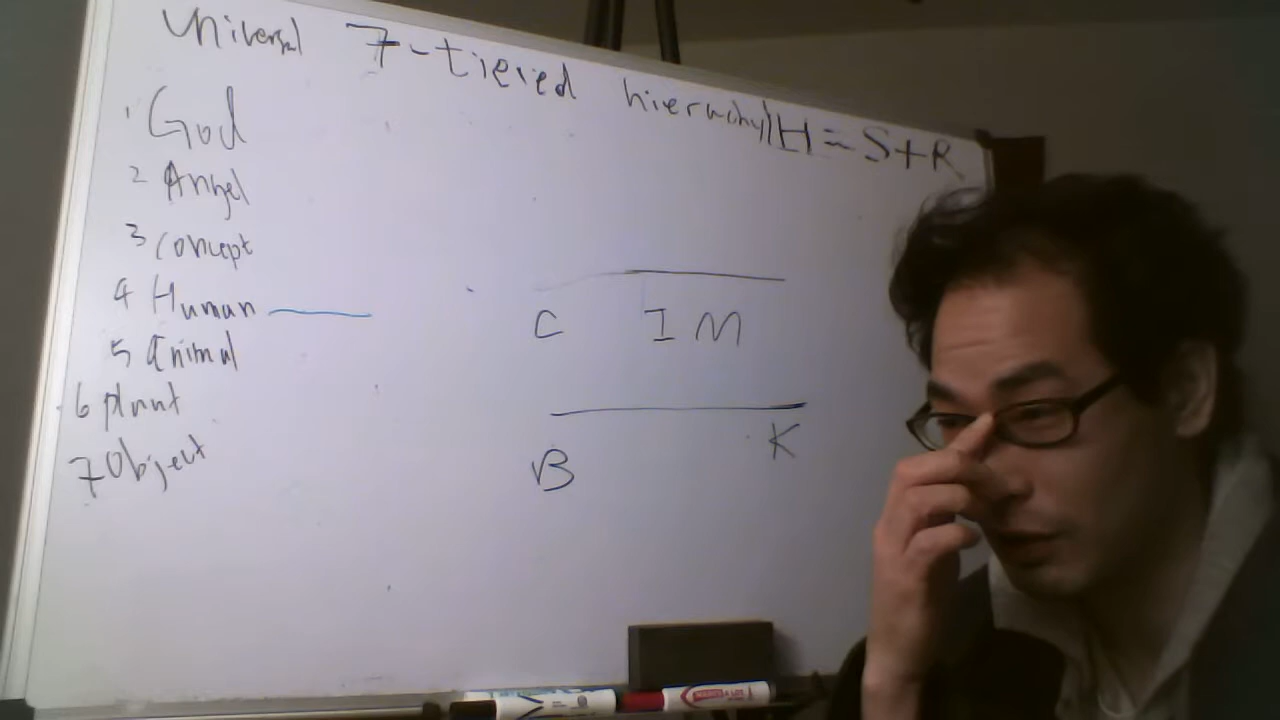 Universal 7-tiered hierarchy H = S+R
1 God
2 Angel
3 Concept
4 Human
5 Animal
6 plant
7 Object
C I M
B K